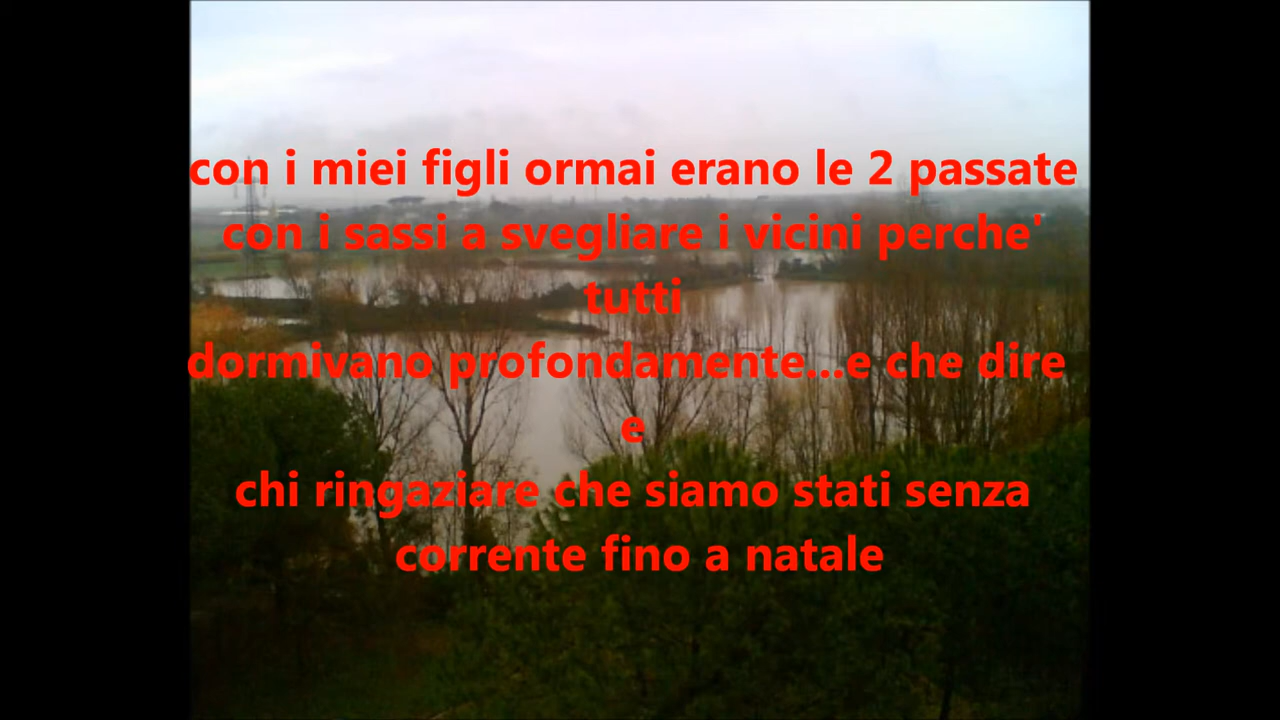 con i miei figli ormai erano le 2 passate
con i sassi a svegliare i vicini perche'
tutti
dormivano profondamente...e che dire
e
chi ringaziare che siamo stati senza
corrente fino a natale